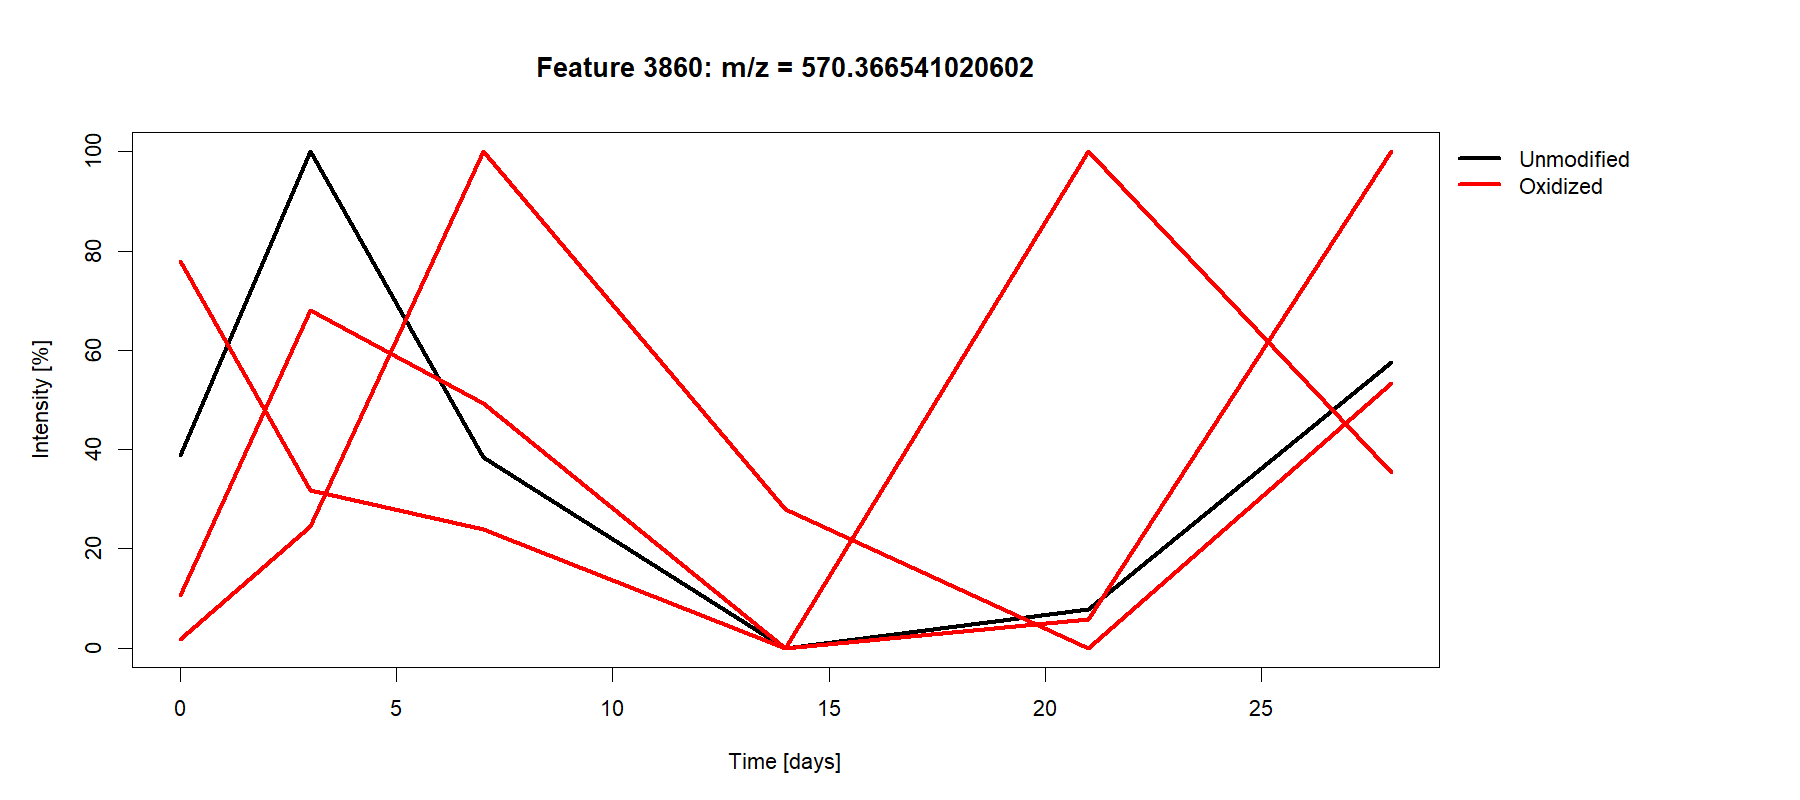 Feature 3860: m/z = 570.366541020602
Unmodified
Oxidized
Intensity [%]
100
80
60
40
20
0
0 5 10 15 20 25
Time [days]